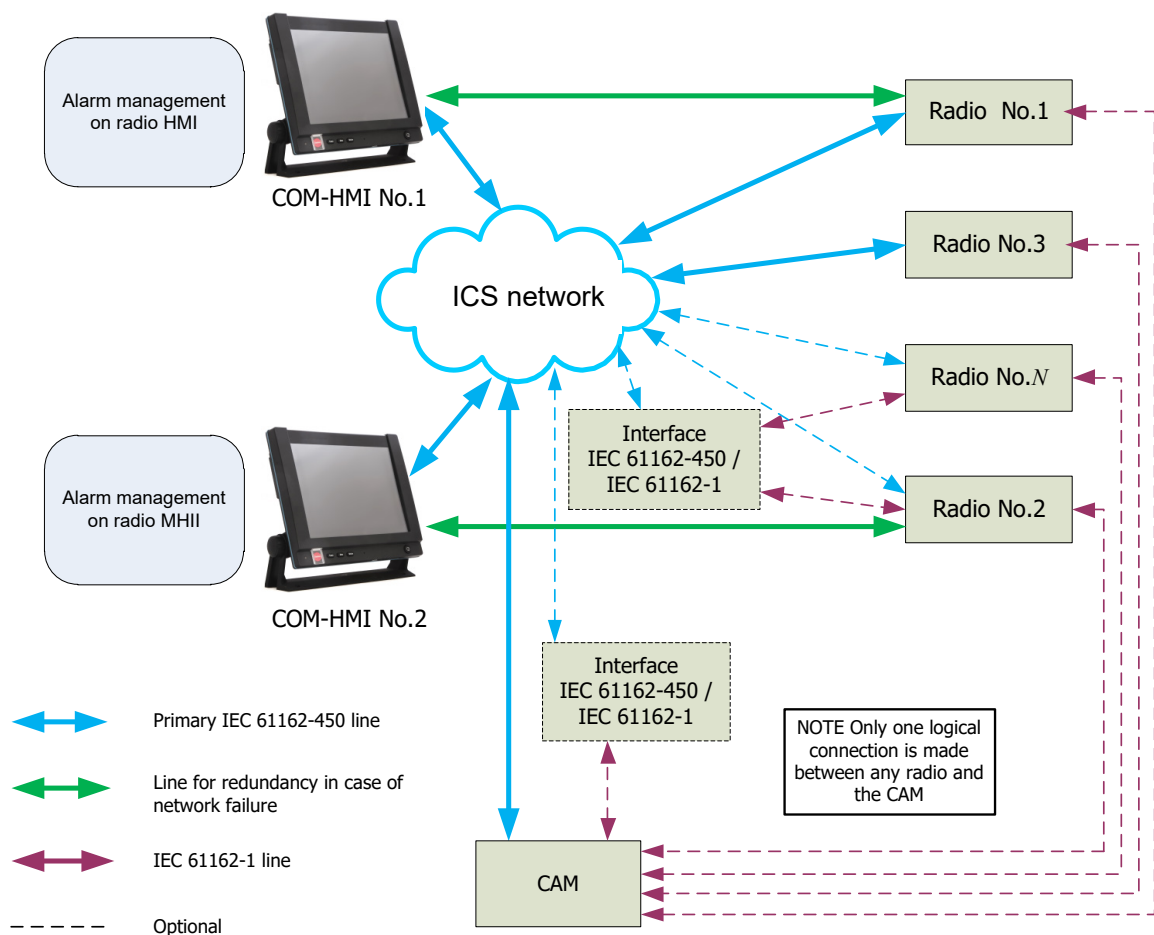 Alarm management
on radio HMI
COM-HMI No.1
Radio No.1
Radio No.3
ICS network
Radio No.N
Interface
IEC 61162-450 /
IEC 61162-1
Radio No.2
Alarm management
on radio MHII
COM-HMI No.2
Interface
IEC 61162-450 /
IEC 61162-1
Primary IEC 61162-450 line
Line for redundancy in case of
network failure
IEC 61162-1 line
Optional
NOTE Only one logical
connection is made
between any radio and
the CAM
CAM